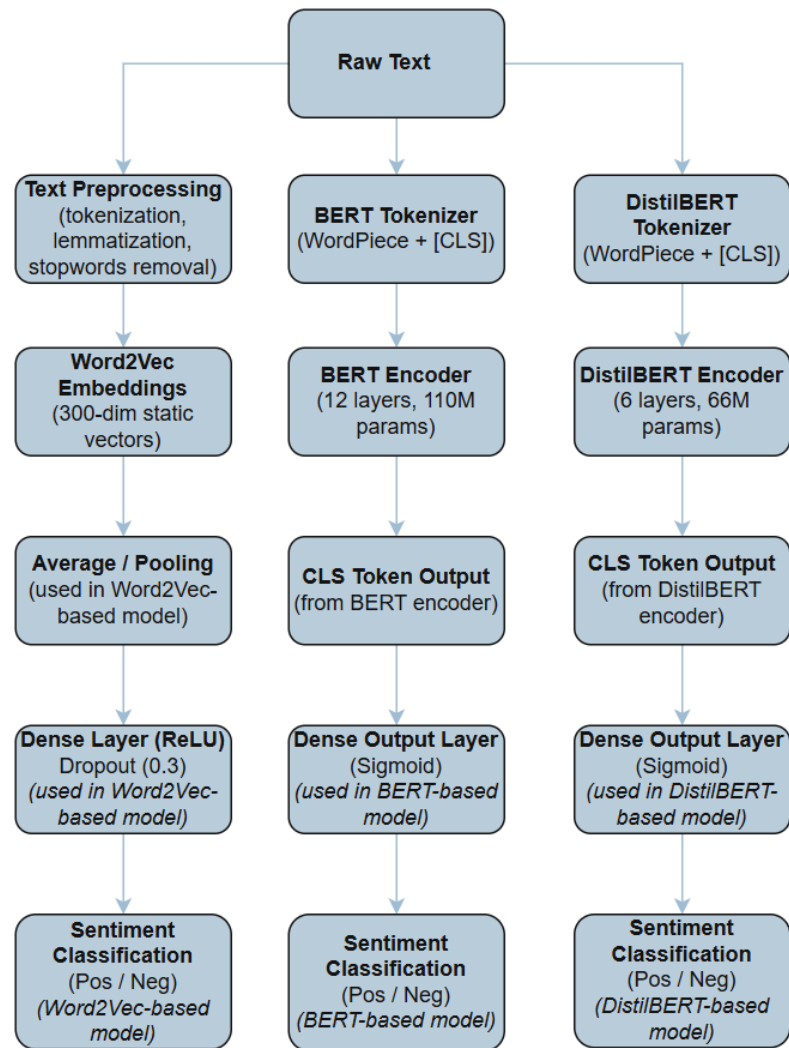 Raw Text
Text Preprocessing
(tokenization,
lemmatization,
stopwords removal)
BERT Tokenizer
(WordPiece + [CLS])
DistilBERT
Tokenizer
(WordPiece + [CLS])
Word2Vec
Embeddings
(300-dim static
vectors)
BERT Encoder
(12 layers, 110M
params)
DistilBERT Encoder
(6 layers, 66M
params)
Average / Pooling
(used in Word2Vec-
based model)
CLS Token Output
(from BERT encoder)
CLS Token Output
(from DistilBERT
encoder)
Dense Layer (ReLU)
Dropout (0.3)
(used in Word2Vec-
based model)
Dense Output Layer
(Sigmoid)
(used in BERT-based
model)
Dense Output Layer
(Sigmoid)
(used in DistilBERT-
based model)
Sentiment
Classification
(Pos / Neg)
(Word2Vec-based
model)
Sentiment
Classification
(Pos / Neg)
(BERT-based model)
Sentiment
Classification
(Pos / Neg)
(DistilBERT-based
model)